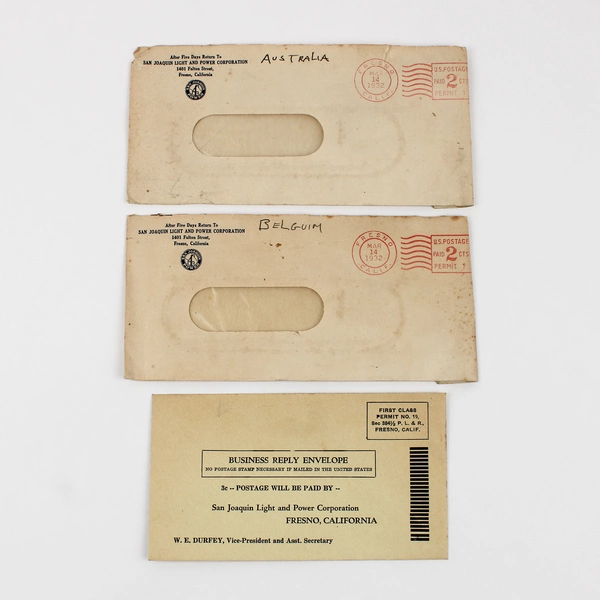 After Five Days Return To
SAN JOAQUIN LIGHT AND POWER CORPORATION
1401 Fulton Street,
Fresno, California
AUSTRALIA
FRESNO
MAR
14
1932
CALIF.
U.S. POSTAGE
PAID 2 CTS
PERMIT
After Five Days Return To
SAN JOAQUIN LIGHT AND POWER CORPORATION
1401 Fulton Street,
Fresno, California
BELGUIM
FRESNO
MAR
14
1932
CALIF.
U.S. POSTAGE
PAID 2 CTS
PERMIT
FIRST CLASS
PERMIT NO. 19,
Sec 384½ P. L. & R.,
FRESNO, CALIF.
BUSINESS REPLY ENVELOPE
NO POSTAGE STAMP NECESSARY IF MAILED IN THE UNITED STATES
3c -- POSTAGE WILL BE PAID BY --
San Joaquin Light and Power Corporation
FRESNO, CALIFORNIA
W. E. DURFEY, Vice-President and Asst. Secretary